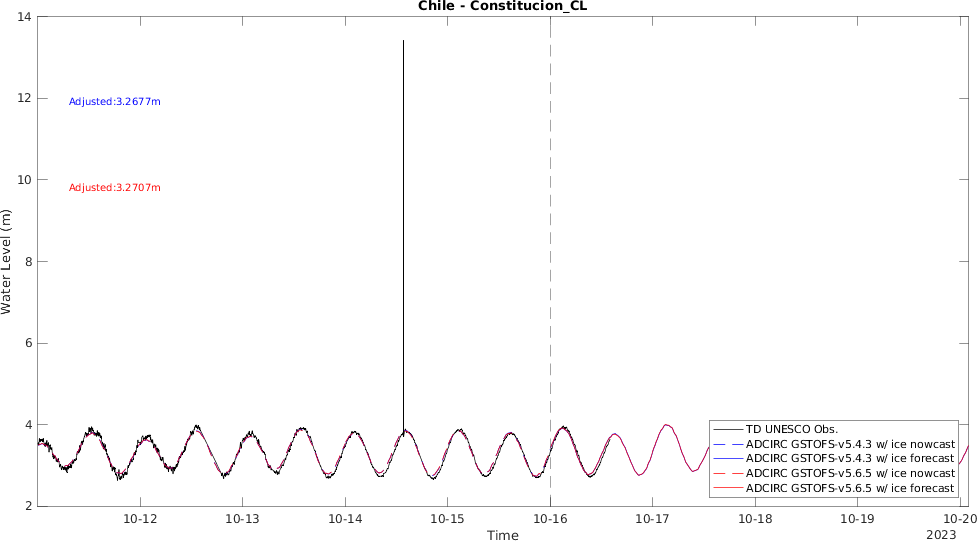 Chile - Constitucion_CL
14
12
10
8
6
4
2
Water Level (m)
Adjusted:3.2677m
Adjusted:3.2707m
TD UNESCO Obs.
ADCIRC GSTOFS-v5.4.3 w/ ice nowcast
ADCIRC GSTOFS-v5.4.3 w/ ice forecast
ADCIRC GSTOFS-v5.6.5 w/ ice nowcast
ADCIRC GSTOFS-v5.6.5 w/ ice forecast
10-12 10-13 10-14 10-15 10-16 10-17 10-18 10-19 10-20
Time
2023